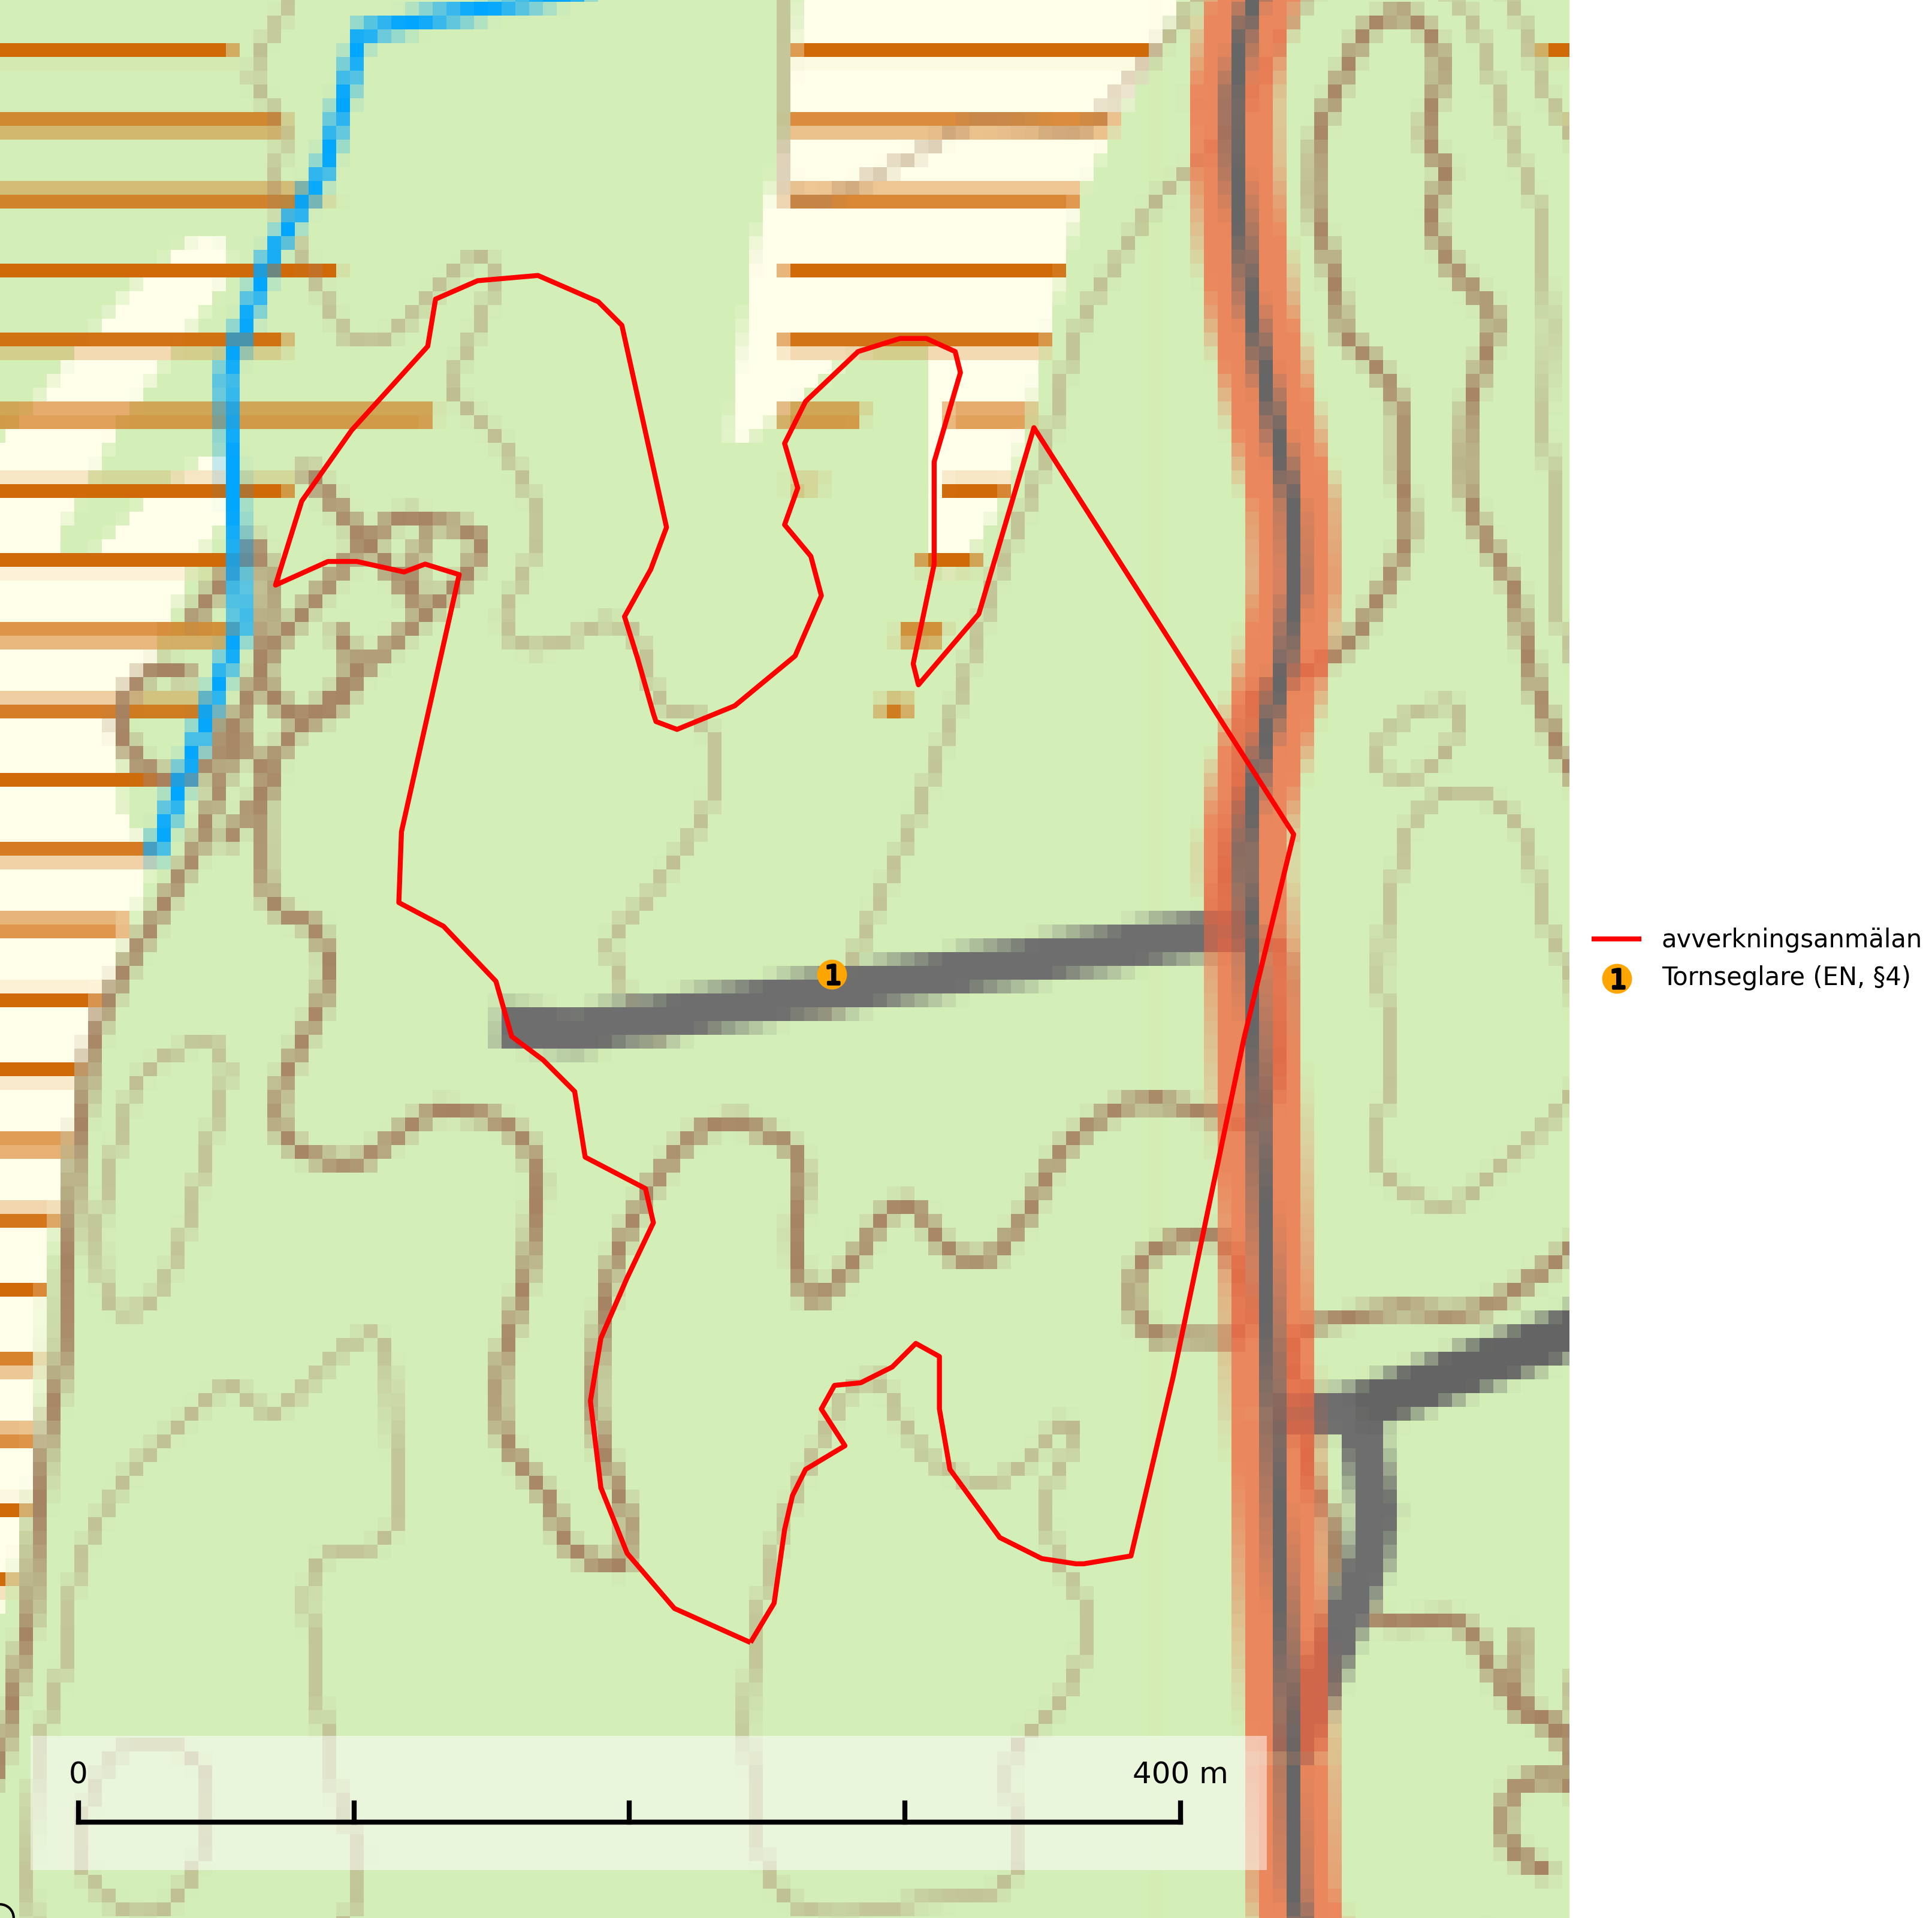 1
avverkningsanmälan
1 Tornseglare (EN, §4)
0 400 m